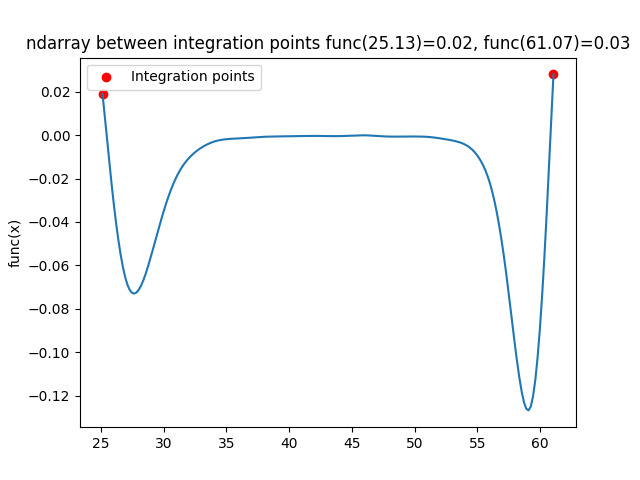 ndarray between integration points func(25.13)=0.02, func(61.07)=0.03
Integration points
func(x)
0.02
0.00
−0.02
−0.04
−0.06
−0.08
−0.10
−0.12
25 30 35 40 45 50 55 60